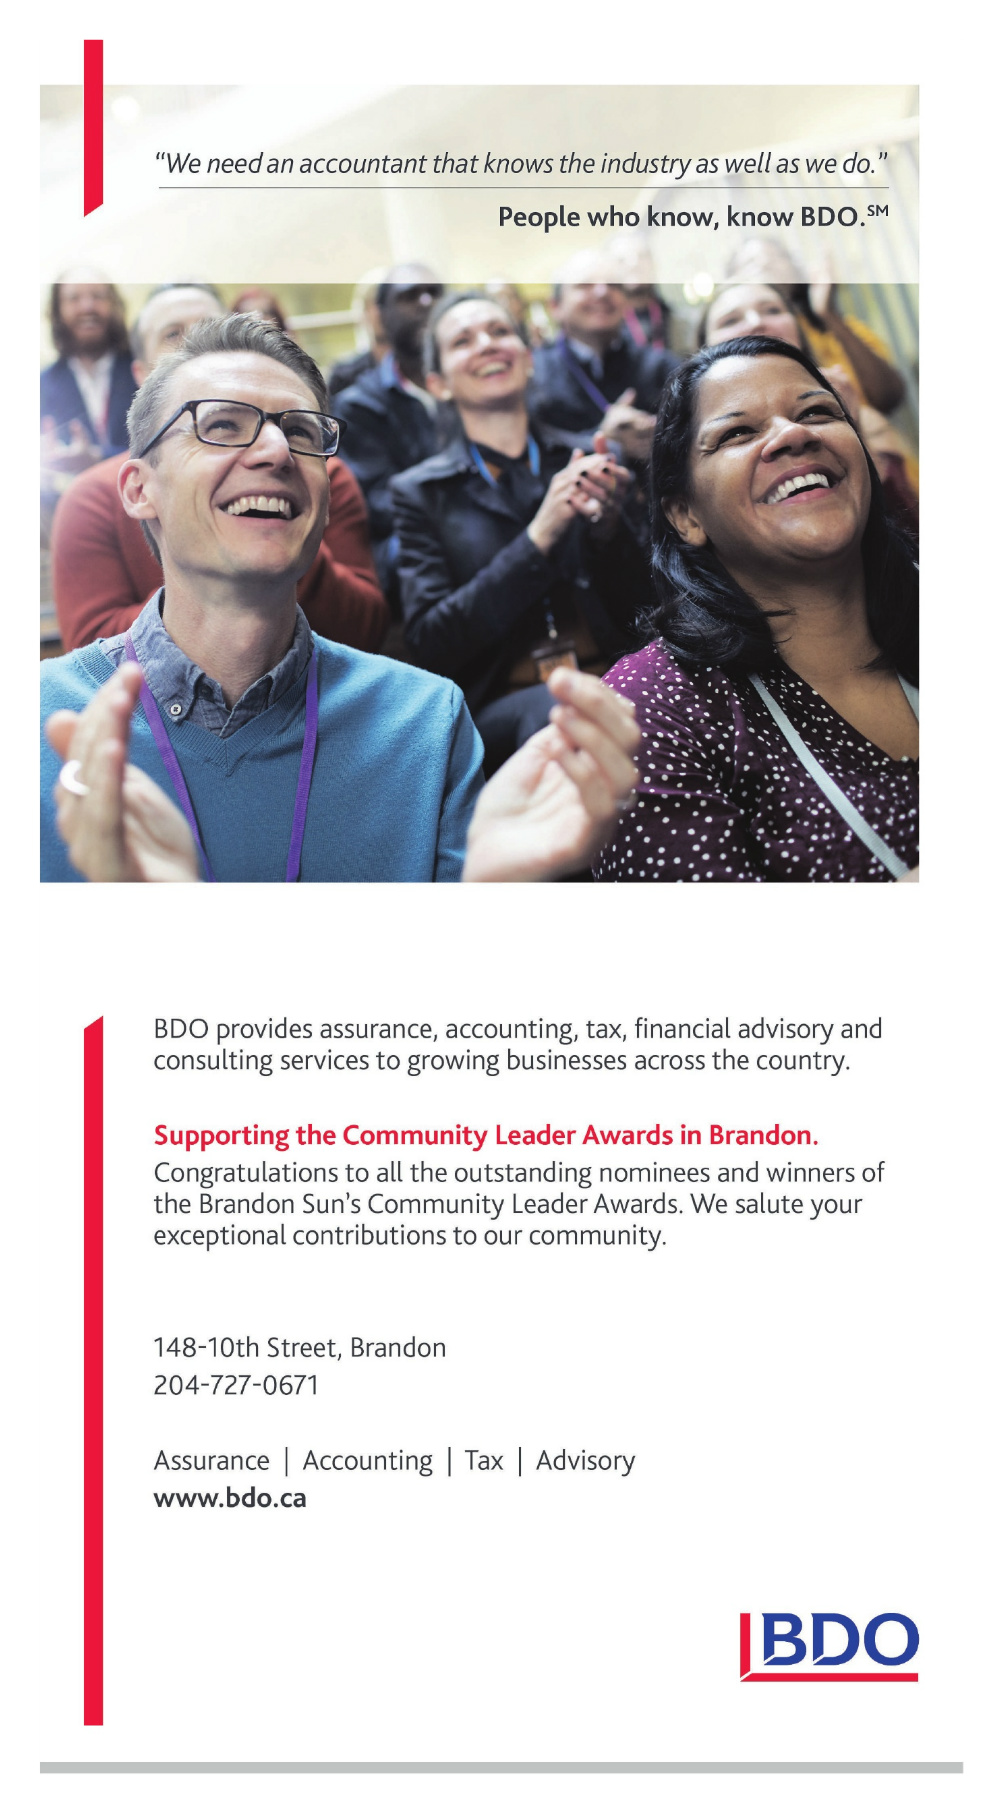 “We need an accountant that knows the industry as well as we do.”
People who know, know BDO.℠
BDO provides assurance, accounting, tax, financial advisory and
consulting services to growing businesses across the country.
Supporting the Community Leader Awards in Brandon.
Congratulations to all the outstanding nominees and winners of
the Brandon Sun’s Community Leader Awards. We salute your
exceptional contributions to our community.
148-10th Street, Brandon
204-727-0671
Assurance | Accounting | Tax | Advisory
www.bdo.ca
BDO